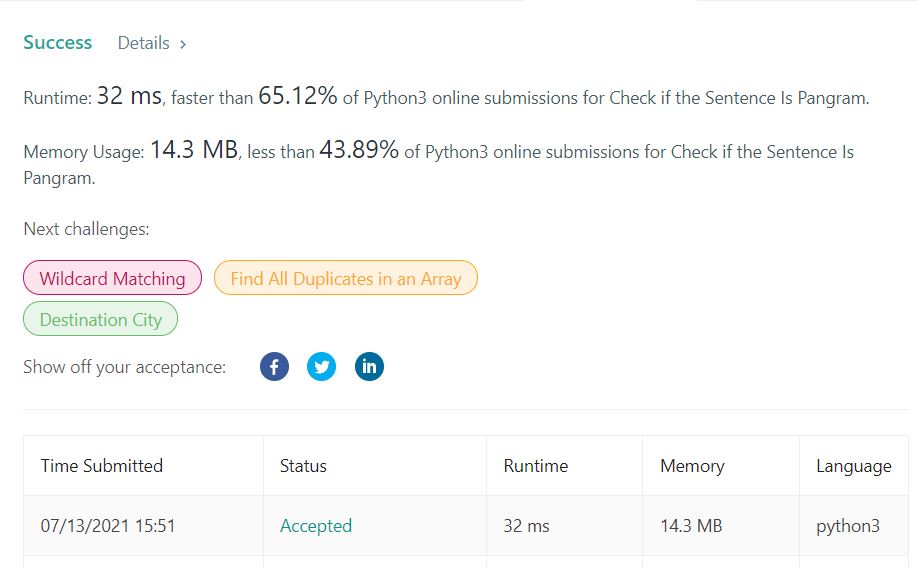 Success Details >
Runtime: 32 ms, faster than 65.12% of Python3 online submissions for Check if the Sentence Is Pangram.
Memory Usage: 14.3 MB, less than 43.89% of Python3 online submissions for Check if the Sentence Is
Pangram.
Next challenges:
Wildcard Matching Find All Duplicates in an Array
Destination City
Show off your acceptance: f in
Time Submitted Status Runtime Memory Language
07/13/2021 15:51 Accepted 32 ms 14.3 MB python3